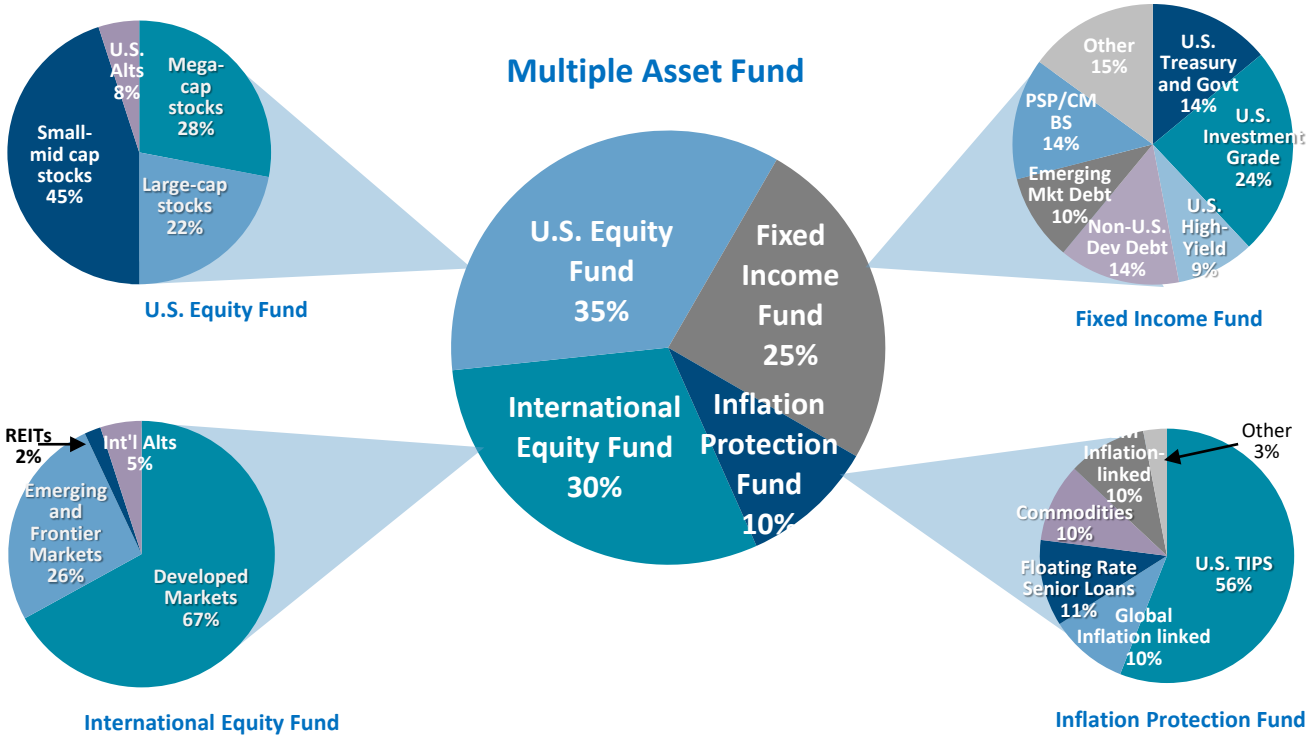 Multiple Asset Fund
U.S.
Alts
8%
Mega-
cap
stocks
28%
Small-
mid cap
stocks
45%
Large-cap
stocks
22%
U.S. Equity Fund
Other
15%
U.S.
Treasury
and Govt
14%
PSP/CM
BS
14%
U.S.
Investment
Grade
24%
Emerging
Mkt Debt
10%
Non-U.S.
Dev Debt
14%
U.S.
High-
Yield
9%
Fixed Income Fund
U.S. Equity
Fund
35%
Fixed
Income
Fund
25%
International
Equity Fund
30%
Inflation
Protection
Fund
10%
REITs
2%
Int'l Alts
5%
Emerging
and
Frontier
Markets
26%
Developed
Markets
67%
International Equity Fund
Inflation-
linked
10%
Other
3%
Commodities
10%
U.S. TIPS
56%
Floating Rate
Senior Loans
11%
Global
Inflation linked
10%
Inflation Protection Fund